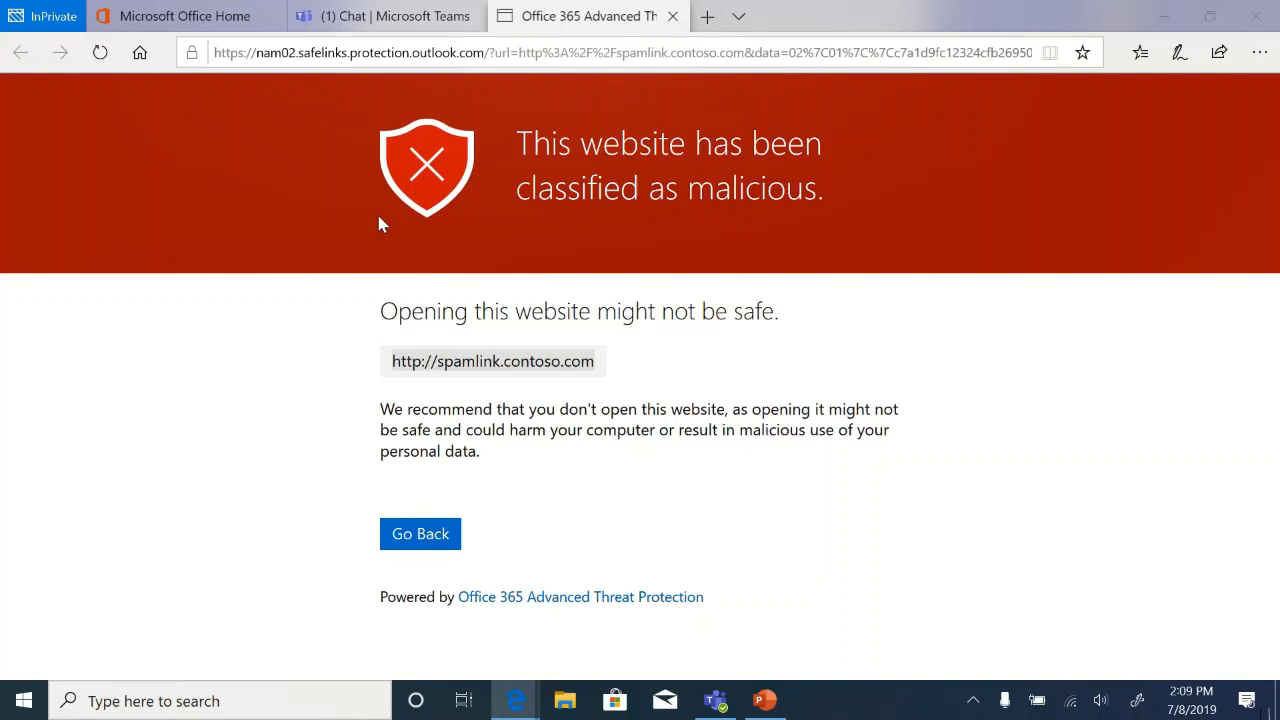 InPrivate
Microsoft Office Home
(1) Chat | Microsoft Teams
Office 365 Advanced Th
https://nam02.safelinks.protection.outlook.com/?url=http%3A%2F%2Fspamlink.contoso.com&data=02%7C01%7C%7Cc7a1d9fc12324cfb26950
This website has been
classified as malicious.
Opening this website might not be safe.
http://spamlink.contoso.com
We recommend that you don't open this website, as opening it might not
be safe and could harm your computer or result in malicious use of your
personal data.
Go Back
Powered by Office 365 Advanced Threat Protection
Type here to search
2:09 PM
7/8/2019